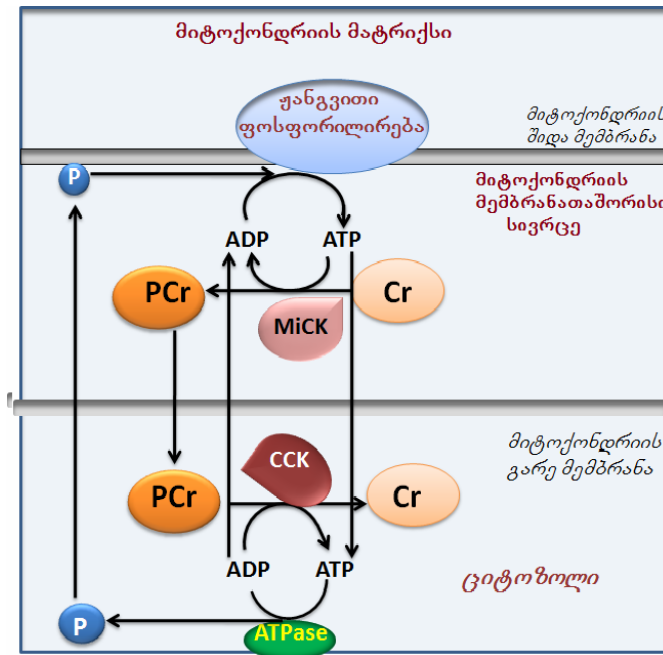 მიტოქონდრიის მატრიქსი
ჟანგვითი
ფოსფორილირება
მიტოქონდრიის
შიდა მემბრანა
P
მიტოქონდრიის
მემბრანათაშორისი
სივრცე
ADP ATP
PCr Cr
MiCK
მიტოქონდრიის
გარე მემბრანა
CCK
PCr Cr
ADP ATP
ციტოზოლი
P
ATPase